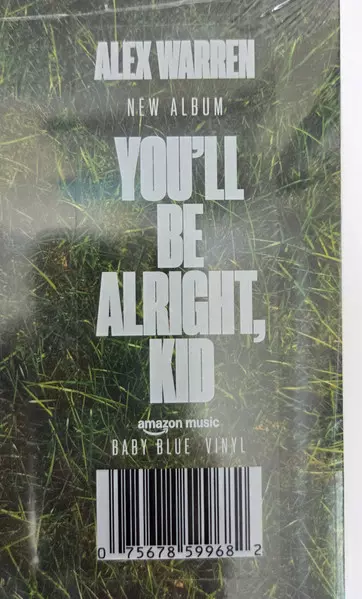 ALEX WARREN
NEW ALBUM
YOU'LL
BE
ALRIGHT,
KID
amazon music
BABY BLUE VINYL
0 75678 59968 2